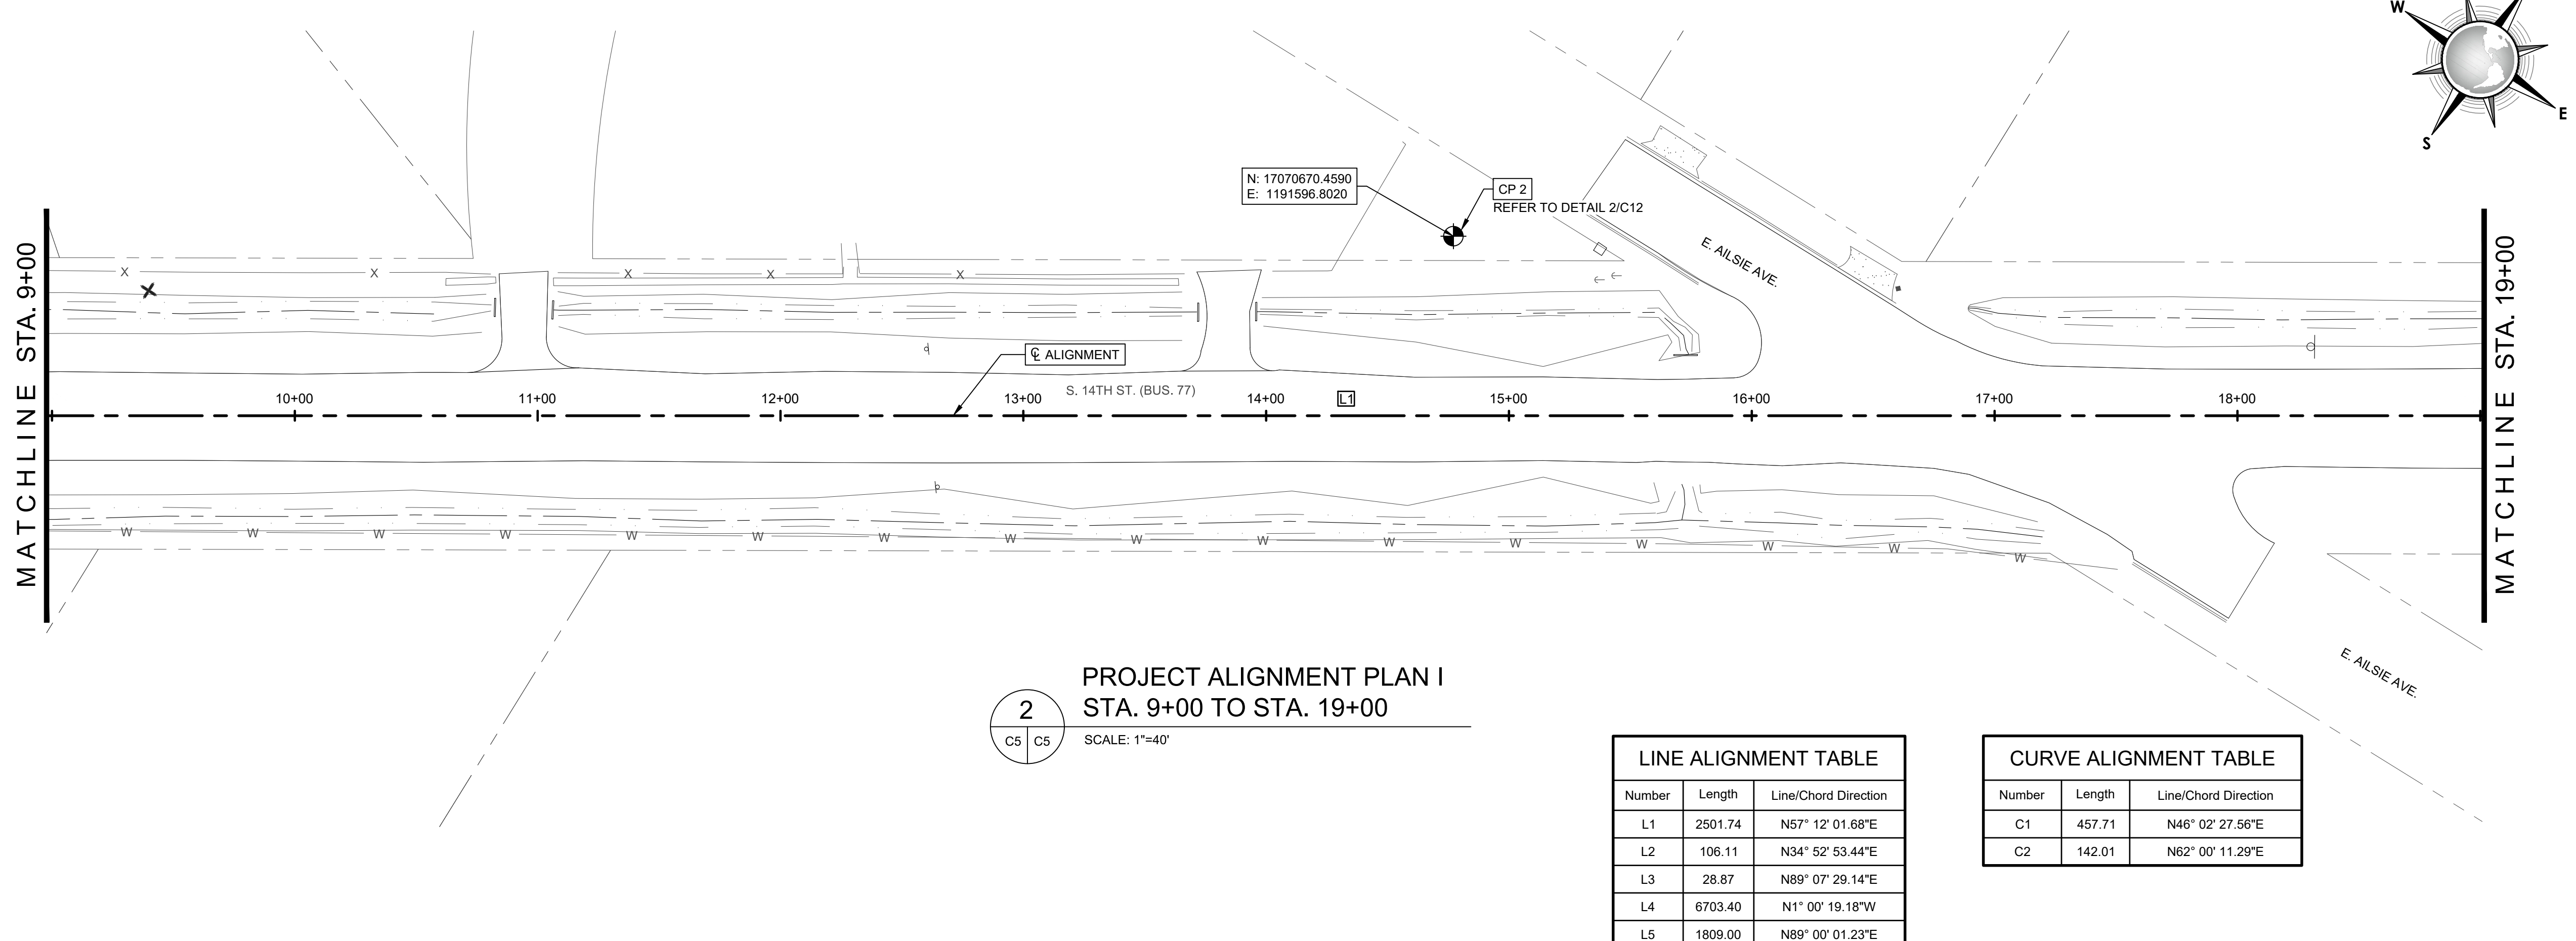 W
E
S
N: 17070670.4590
E: 1191596.8020
CP 2
REFER TO DETAIL 2/C12
E. AILSIE AVE.
MATCHLINE STA. 9+00
MATCHLINE STA. 19+00
X X X X X
℄ ALIGNMENT
S. 14TH ST. (BUS. 77)
10+00 11+00 12+00 13+00 14+00 L1 15+00 16+00 17+00 18+00
W W W W W W W W W W W W W W W W
E. AILSIE AVE.
PROJECT ALIGNMENT PLAN I
2 STA. 9+00 TO STA. 19+00
C5 C5 SCALE: 1"=40'
LINE ALIGNMENT TABLE
Number Length Line/Chord Direction
L1 2501.74 N57° 12' 01.68"E
L2 106.11 N34° 52' 53.44"E
L3 28.87 N89° 07' 29.14"E
L4 6703.40 N1° 00' 19.18"W
L5 1809.00 N89° 00' 01.23"E
CURVE ALIGNMENT TABLE
Number Length Line/Chord Direction
C1 457.71 N46° 02' 27.56"E
C2 142.01 N62° 00' 11.29"E